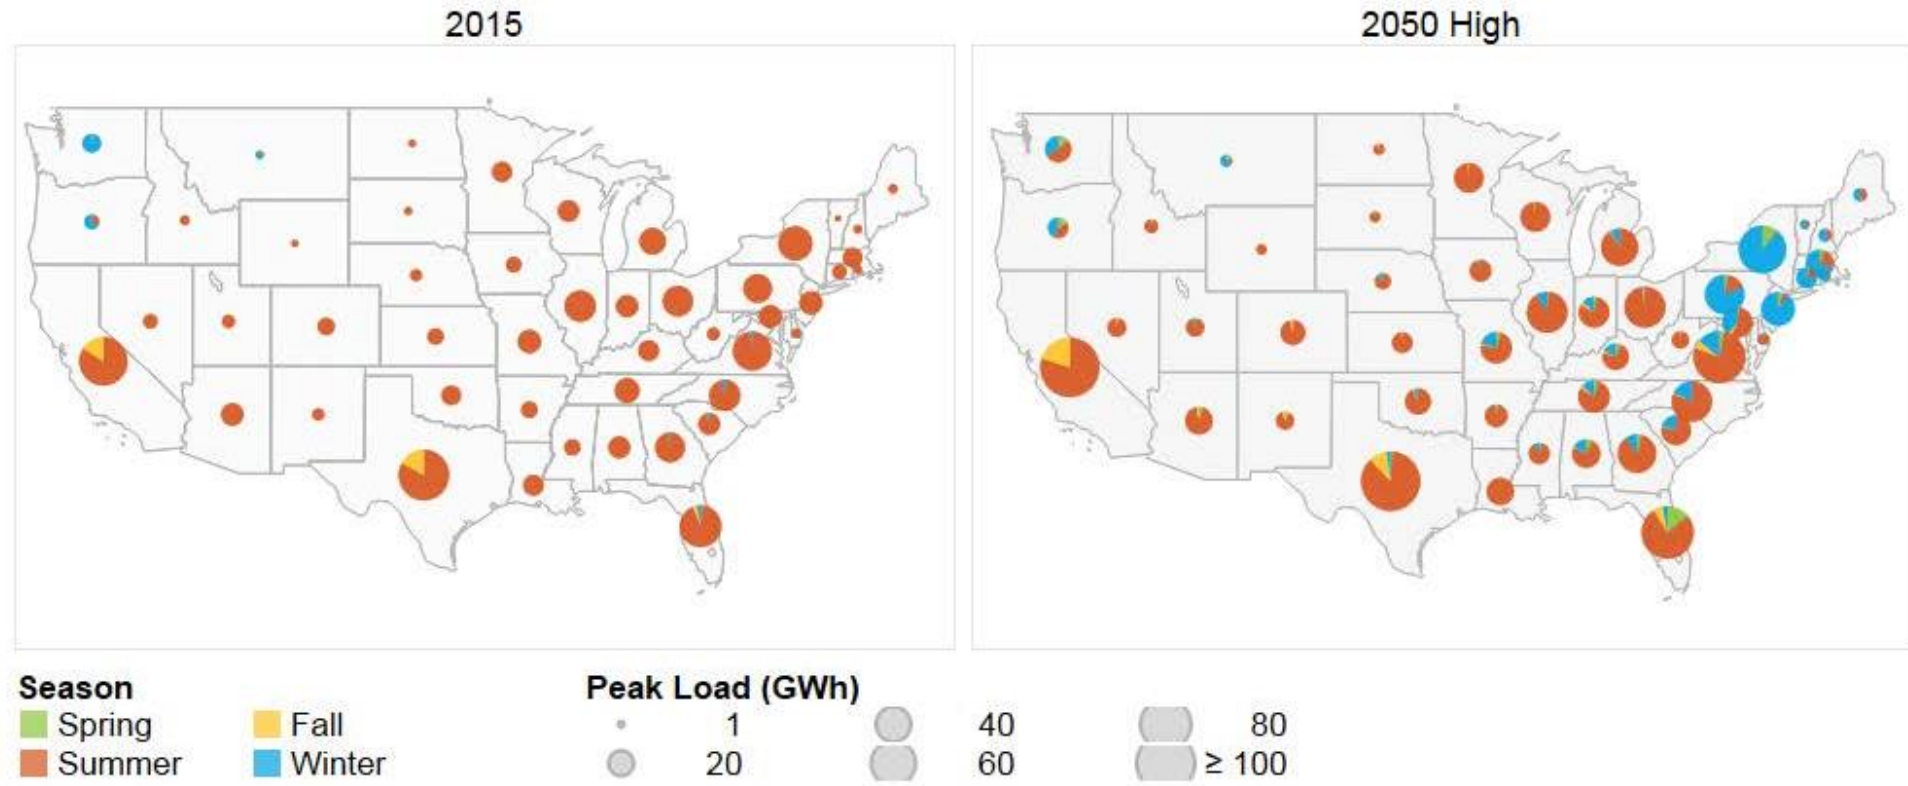 2015
2050 High
Season
Peak Load (GWh)
Spring
Fall
1
40
80
Summer
Winter
20
60
≥ 100